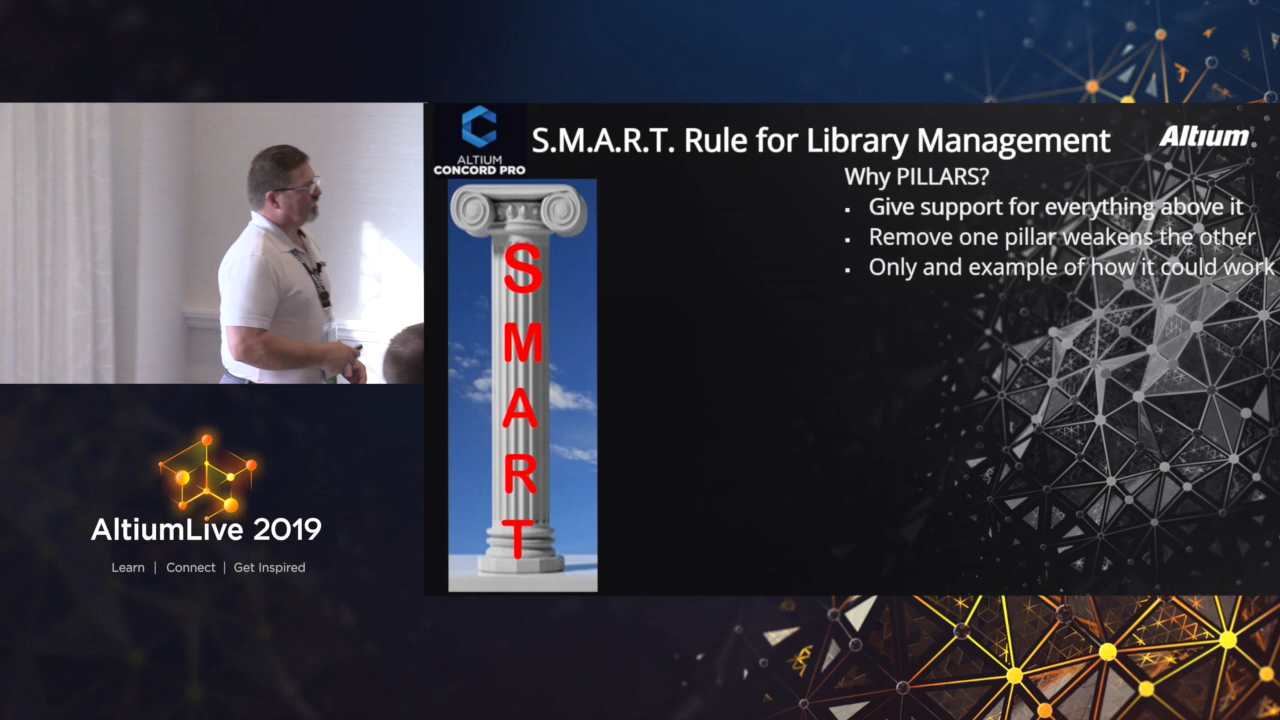 ALTIUM
CONCORD PRO
S.M.A.R.T. Rule for Library Management
Altium®
Why PILLARS?
▪ Give support for everything above it
▪ Remove one pillar weakens the other
▪ Only and example of how it could work
S
M
A
R
T
AltiumLive 2019
Learn | Connect | Get Inspired